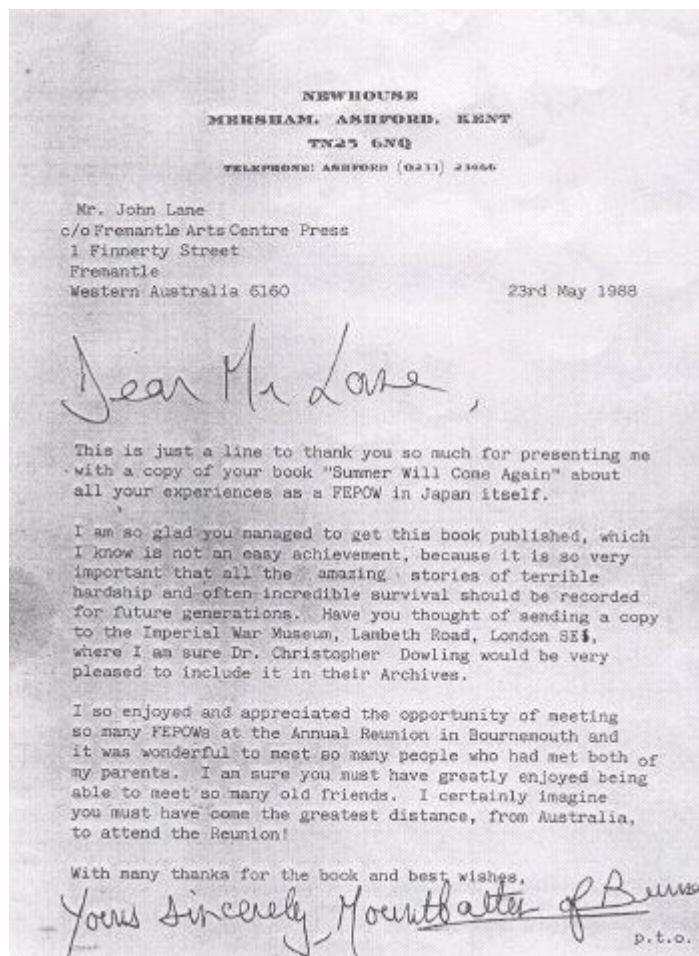 NEWHOUSE
MERSHAM, ASHFORD, KENT
TN25 6NQ
TELEPHONE: ASHFORD (0233) 23466
Mr. John Lane
c/o Fremantle Arts Centre Press
1 Finnerty Street
Fremantle
Western Australia 6160
23rd May 1988
Dear Mr Lane,
This is just a line to thank you so much for presenting me
with a copy of your book "Summer Will Come Again" about
all your experiences as a FEPOW in Japan itself.
I am so glad you managed to get this book published, which
I know is not an easy achievement, because it is so very
important that all the amazing stories of terrible
hardship and often incredible survival should be recorded
for future generations. Have you thought of sending a copy
to the Imperial War Museum, Lambeth Road, London
where I am sure Dr. Christopher Dowling would be very
pleased to include it in their Archives.
I so enjoyed and appreciated the opportunity of meeting
so many FEPOWs at the Annual Reunion in Bournemouth and
it was wonderful to meet so many people who had met both of
my parents. I am sure you must have greatly enjoyed being
able to meet so many old friends. I certainly imagine
you must have come the greatest distance, from Australia,
to attend the Reunion!
With many thanks for the book and best wishes,
Yours Sincerely, Mountbatten of
p.t.o.